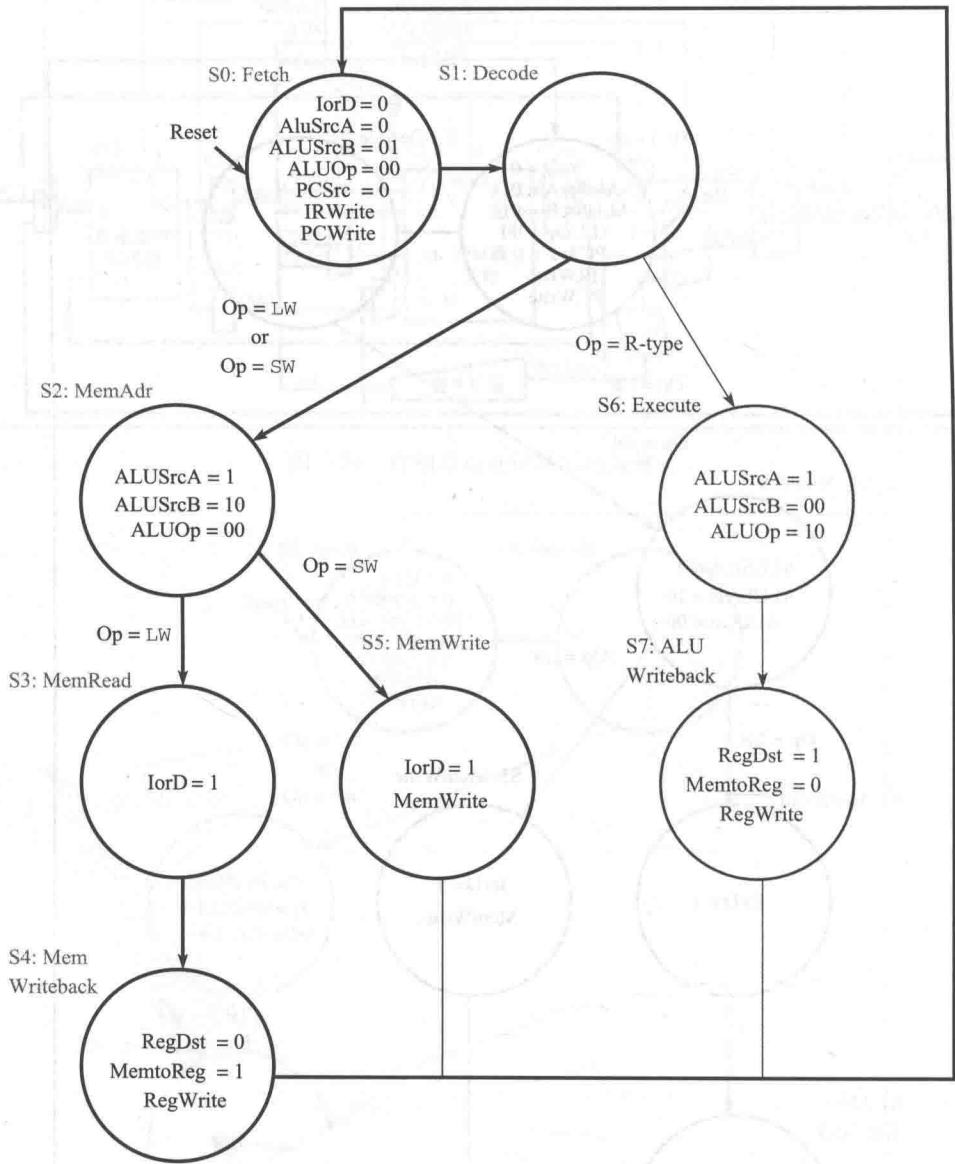 S0: Fetch
S1: Decode
Reset
IorD = 0
AluSrcA = 0
ALUSrcB = 01
ALUOp = 00
PCSrc = 0
IRWrite
PCWrite
Op = LW
or
Op = SW
Op = R-type
S2: MemAdr
S6: Execute
ALUSrcA = 1
ALUSrcB = 10
ALUOp = 00
ALUSrcA = 1
ALUSrcB = 00
ALUOp = 10
Op = SW
Op = LW
S5: MemWrite
S7: ALU
Writeback
S3: MemRead
IorD = 1
IorD = 1
MemWrite
RegDst = 1
MemtoReg = 0
RegWrite
S4: Mem
Writeback
RegDst = 0
MemtoReg = 1
RegWrite